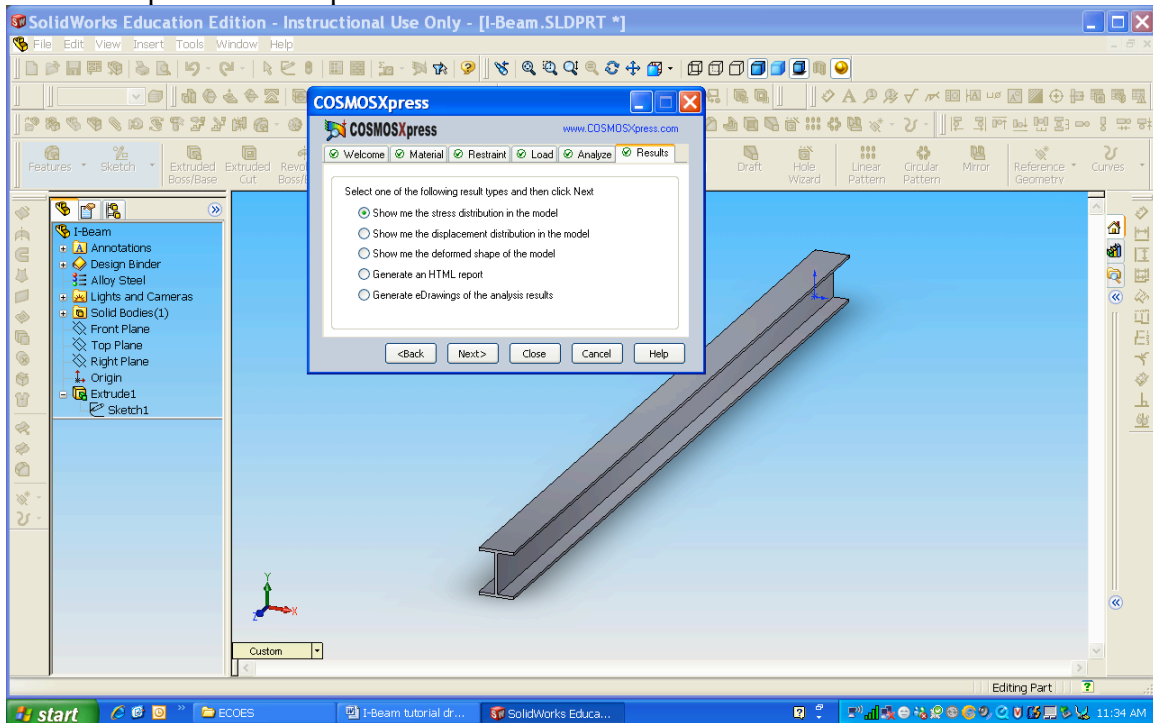 SolidWorks Education Edition - Instructional Use Only - [I-Beam.SLDPRT *]
File Edit View Insert Tools Window Help
Features Sketch Extruded Boss/Base Extruded Cut Draft Hole Wizard Linear Pattern Circular Pattern Mirror Reference Geometry Curves
COSMOSXpress
COSMOSXpress www.COSMOSXpress.com
Welcome Material Restraint Load Analyze Results
Select one of the following result types and then click Next
Show me the stress distribution in the model
Show me the displacement distribution in the model
Show me the deformed shape of the model
Generate an HTML report
Generate eDrawings of the analysis results
<Back Next> Close Cancel Help
I-Beam
Annotations
Design Binder
Alloy Steel
Lights and Cameras
Solid Bodies(1)
Front Plane
Top Plane
Right Plane
Origin
Extrude1
Sketch1
Y
X
Z
Custom
Editing Part
start ECOES I-Beam tutorial dr... SolidWorks Educa... 11:34 AM